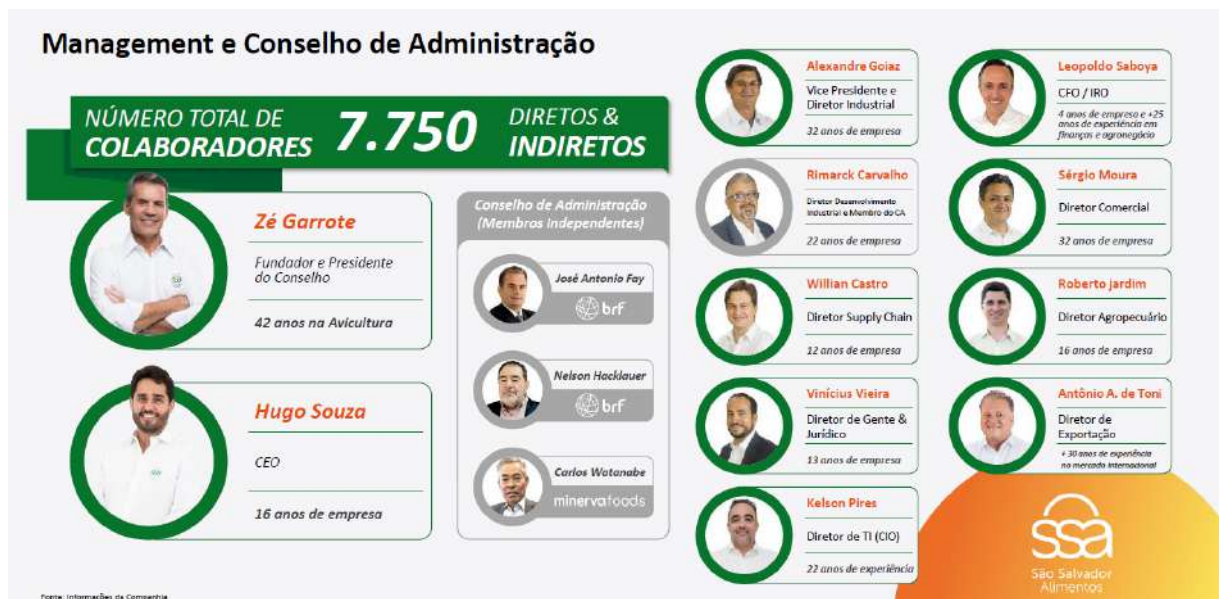 Management e Conselho de Administração
NÚMERO TOTAL DE
COLABORADORES
7.750
DIRETOS &
INDIRETOS
Zé Garrote
Fundador e Presidente
do Conselho
42 anos na Avicultura
Hugo Souza
CEO
16 anos de empresa
Conselho de Administração
(Membros Independentes)
José Antonio Fay
brf
Nelson Hacklauer
brf
Carlos Watanabe
minervafoods
Alexandre Goiaz
Vice Presidente e
Diretor Industrial
32 anos de empresa
Rimarck Carvalho
Diretor Desenvolvimento
Industrial e Membro do CA
22 anos de empresa
Willian Castro
Diretor Supply Chain
12 anos de empresa
Vinícius Vieira
Diretor de Gente &
Jurídico
13 anos de empresa
Kelson Pires
Diretor de TI (CIO)
22 anos de experiência
Leopoldo Saboya
CFO / IRO
4 anos de empresa e +25
anos de experiência em
finanças e agronegócio
Sérgio Moura
Diretor Comercial
32 anos de empresa
Roberto jardim
Diretor Agropecuário
16 anos de empresa
Antônio A. de Toni
Diretor de
Exportação
+ 30 anos de experiência
no mercado internacional
ssa
São Salvador
Alimentos
Fonte: Informações da Companhia